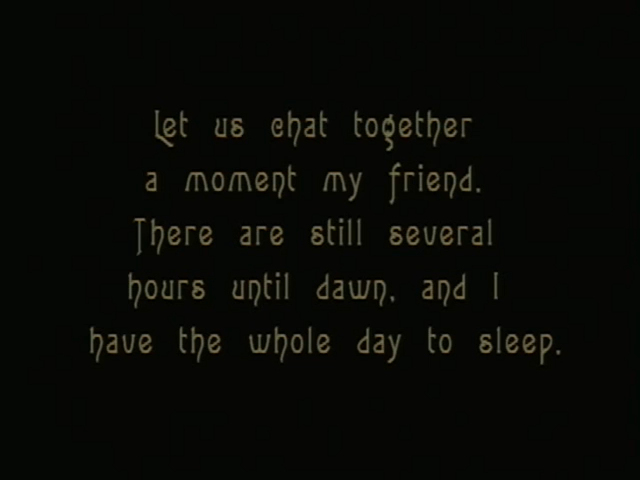 Let us chat together
a moment my friend.
There are still several
hours until dawn, and I
have the whole day to sleep.